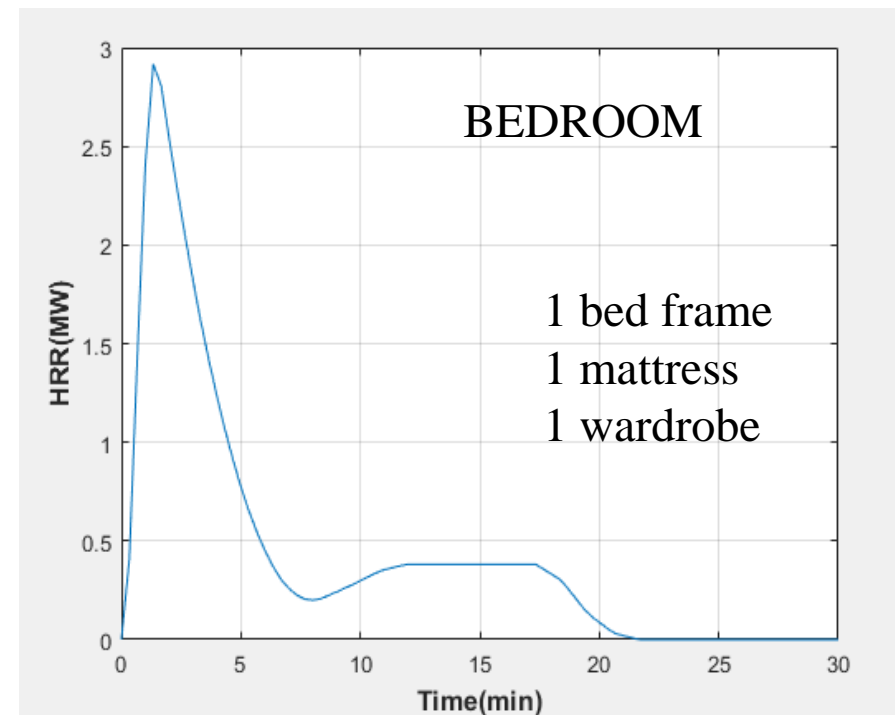 3
BEDROOM
2.5
2
1 bed frame
HRR(MW)
1.5
1 mattress
1 wardrobe
1
0.5
0
0 5 10 15 20 25 30
Time(min)